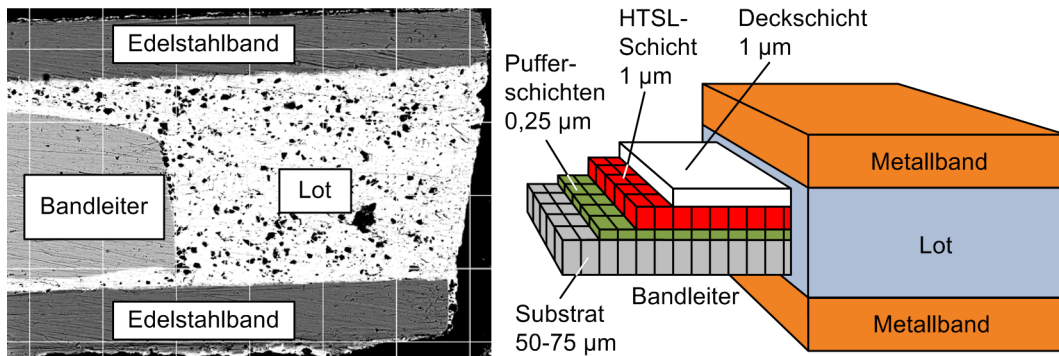 Edelstahlband
Bandleiter
Lot
Edelstahlband
HTSL-
Schicht
1 µm
Deckschicht
1 µm
Puffer-
schichten
0,25 µm
Metallband
Lot
Bandleiter
Substrat
50-75 µm
Metallband